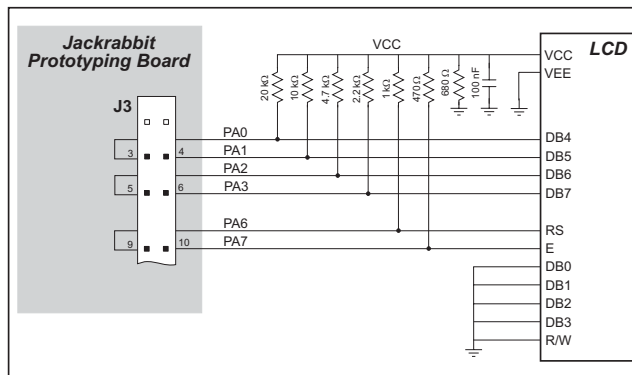 Jackrabbit
Prototyping Board
J3
3
4
5
6
9
10
PA0
PA1
PA2
PA3
PA6
PA7
VCC
20 kΩ
10 kΩ
4.7 kΩ
2.2 kΩ
1 kΩ
470 Ω
680 Ω
100 nF
LCD
VCC
VEE
DB4
DB5
DB6
DB7
RS
E
DB0
DB1
DB2
DB3
R/W